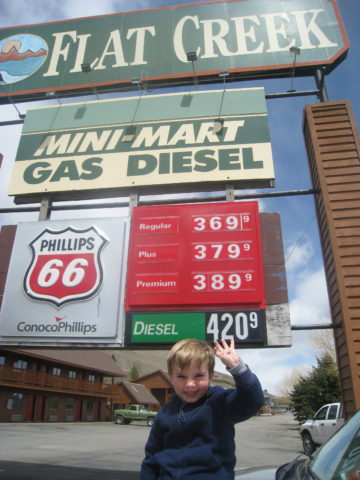 FLAT CREEK
MINI-MART
GAS DIESEL
PHILLIPS
66
ConocoPhillips
Regular 369 9
Plus 379 9
Premium 389 9
DIESEL 420 9